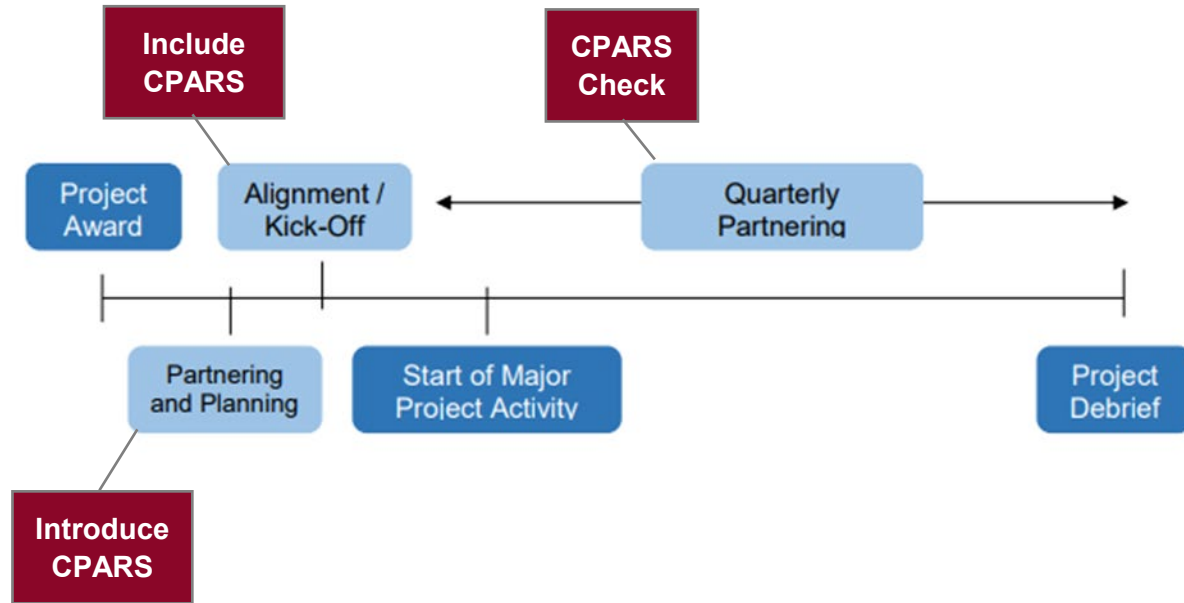 Include
CPARS
CPARS
Check
Project
Award
Alignment /
Kick-Off
Quarterly
Partnering
Partnering
and Planning
Start of Major
Project Activity
Project
Debrief
Introduce
CPARS